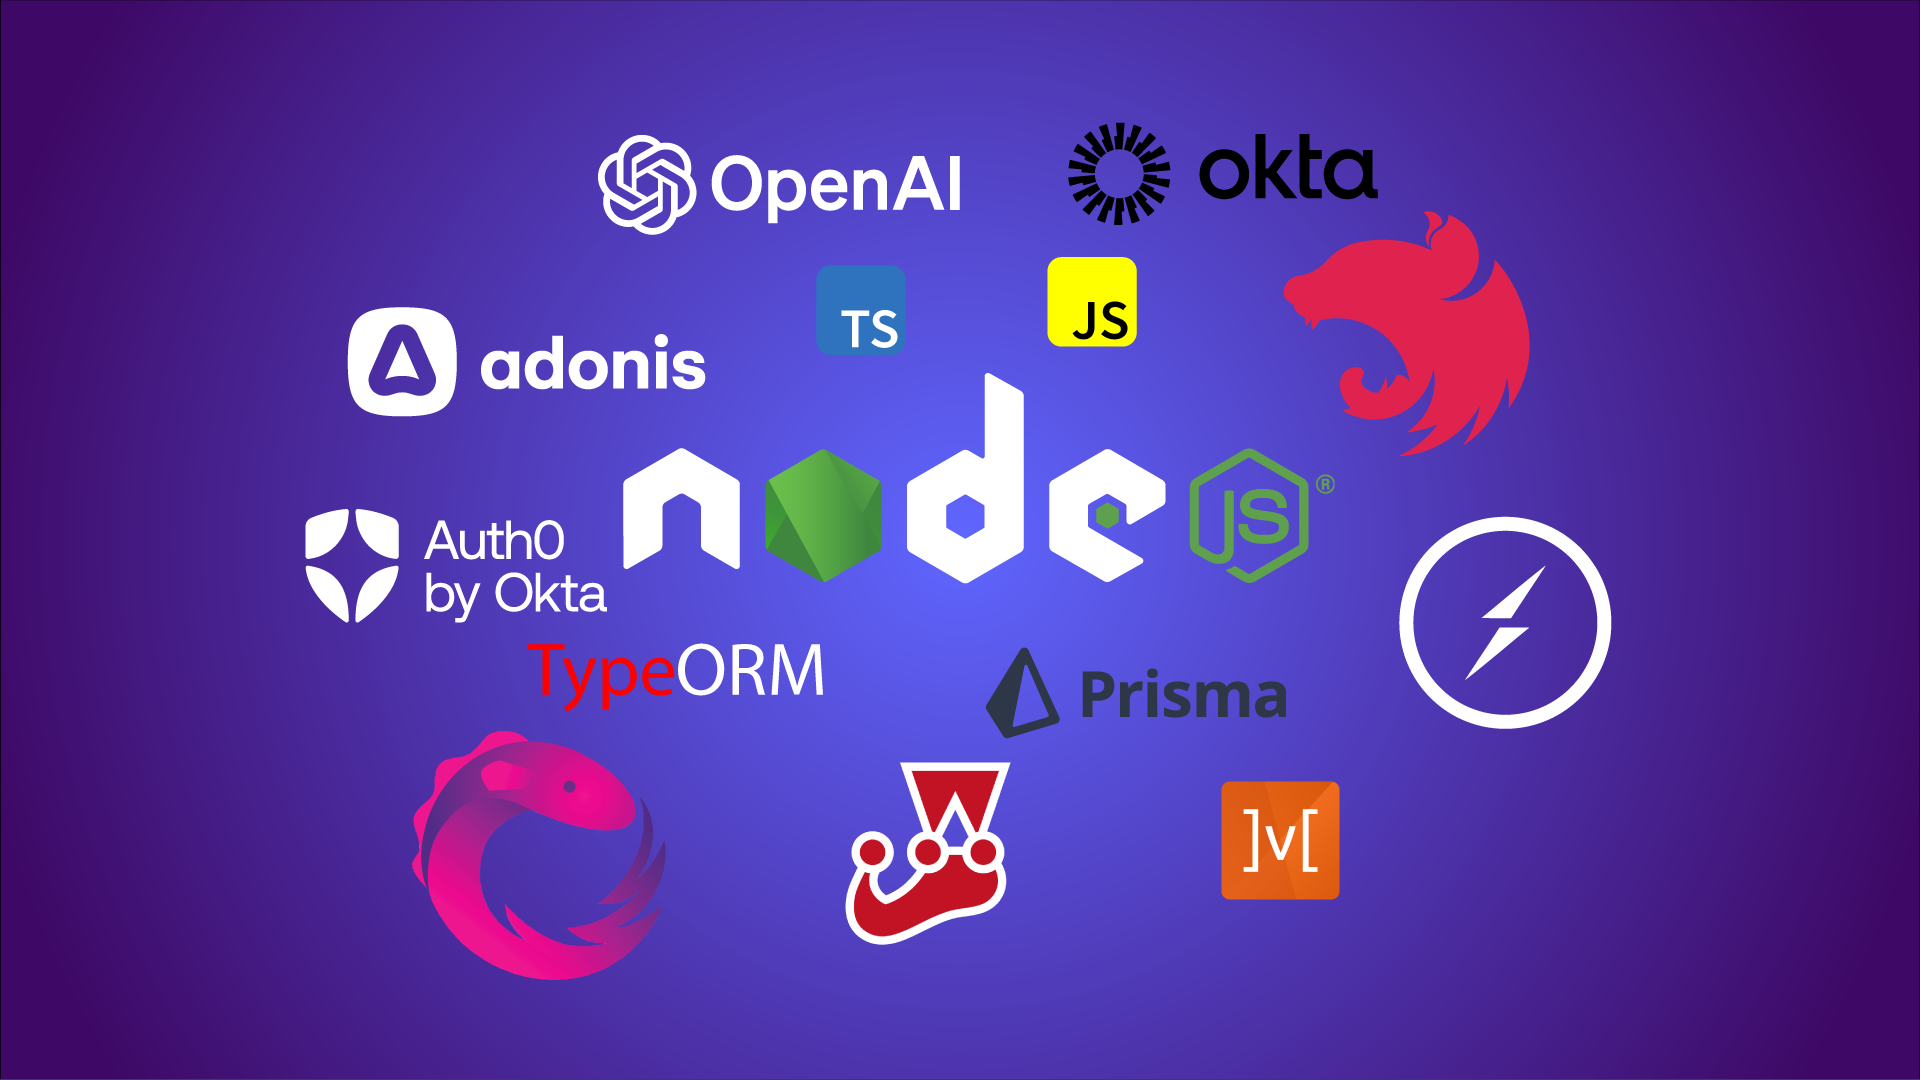 OpenAI
okta
TS
JS
adonis
node
JS ®
Auth0
by Okta
TypeORM
Prisma
]v[